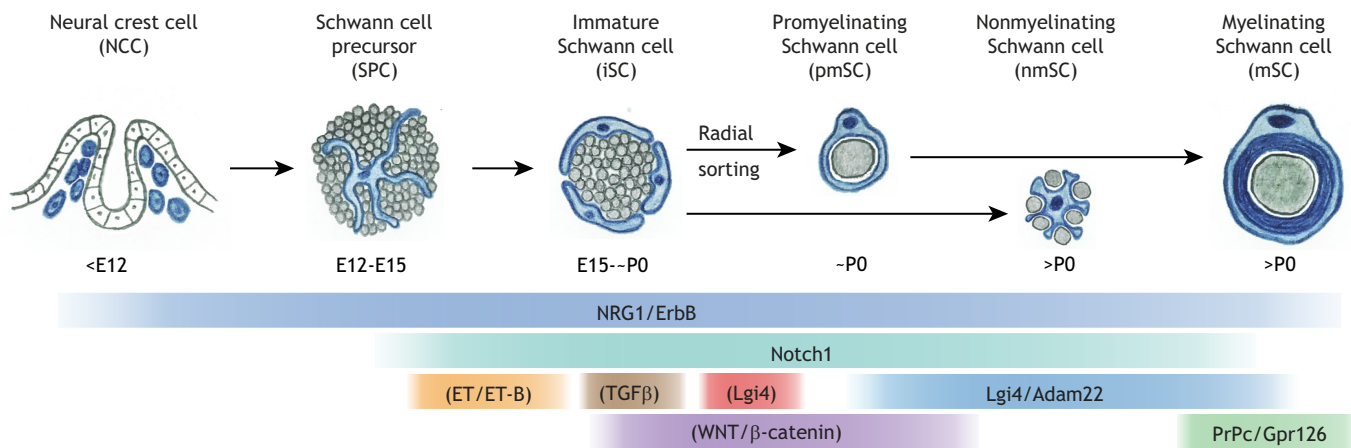 Neural crest cell
(NCC)
Schwann cell
precursor
(SPC)
Immature
Schwann cell
(iSC)
Promyelinating
Schwann cell
(pmSC)
Nonmyelinating
Schwann cell
(nmSC)
Myelinating
Schwann cell
(mSC)
Radial
sorting
<E12
E12-E15
E15-~P0
~P0
>P0
>P0
NRG1/ErbB
Notch1
(ET/ET-B)
(TGFβ)
(Lgi4)
Lgi4/Adam22
(WNT/β-catenin)
PrPc/Gpr126